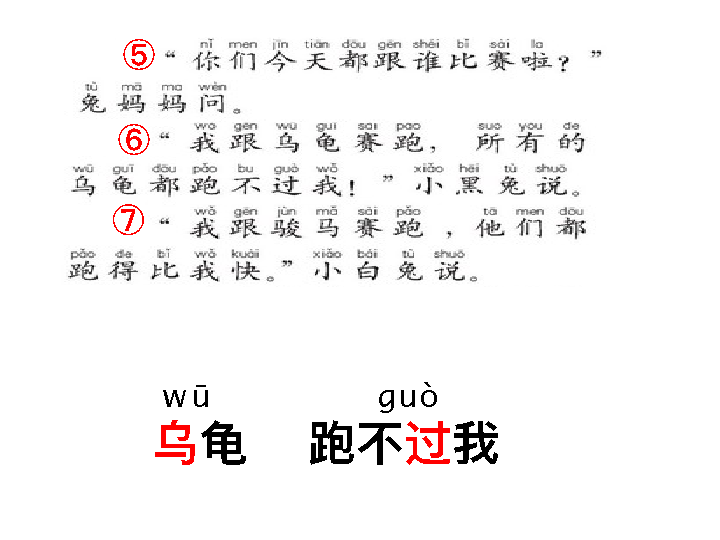 nǐ men jīn tiān dōu gēn shéi bǐ sài la
⑤“你们今天都跟谁比赛啦？”
tù mā ma wèn
兔妈妈问。
wǒ gēn wū guī sài pǎo suǒ yǒu de
⑥“我跟乌龟赛跑，所有的
wū guī dōu pǎo bu guò wǒ xiǎo hēi tù shuō
乌龟都跑不过我！”小黑兔说。
wǒ gēn jùn mǎ sài pǎo tā men dōu
⑦“我跟骏马赛跑，他们都
pǎo de bǐ wǒ kuài xiǎo bái tù shuō
跑得比我快。”小白兔说。
wū guò
乌龟 跑不过我